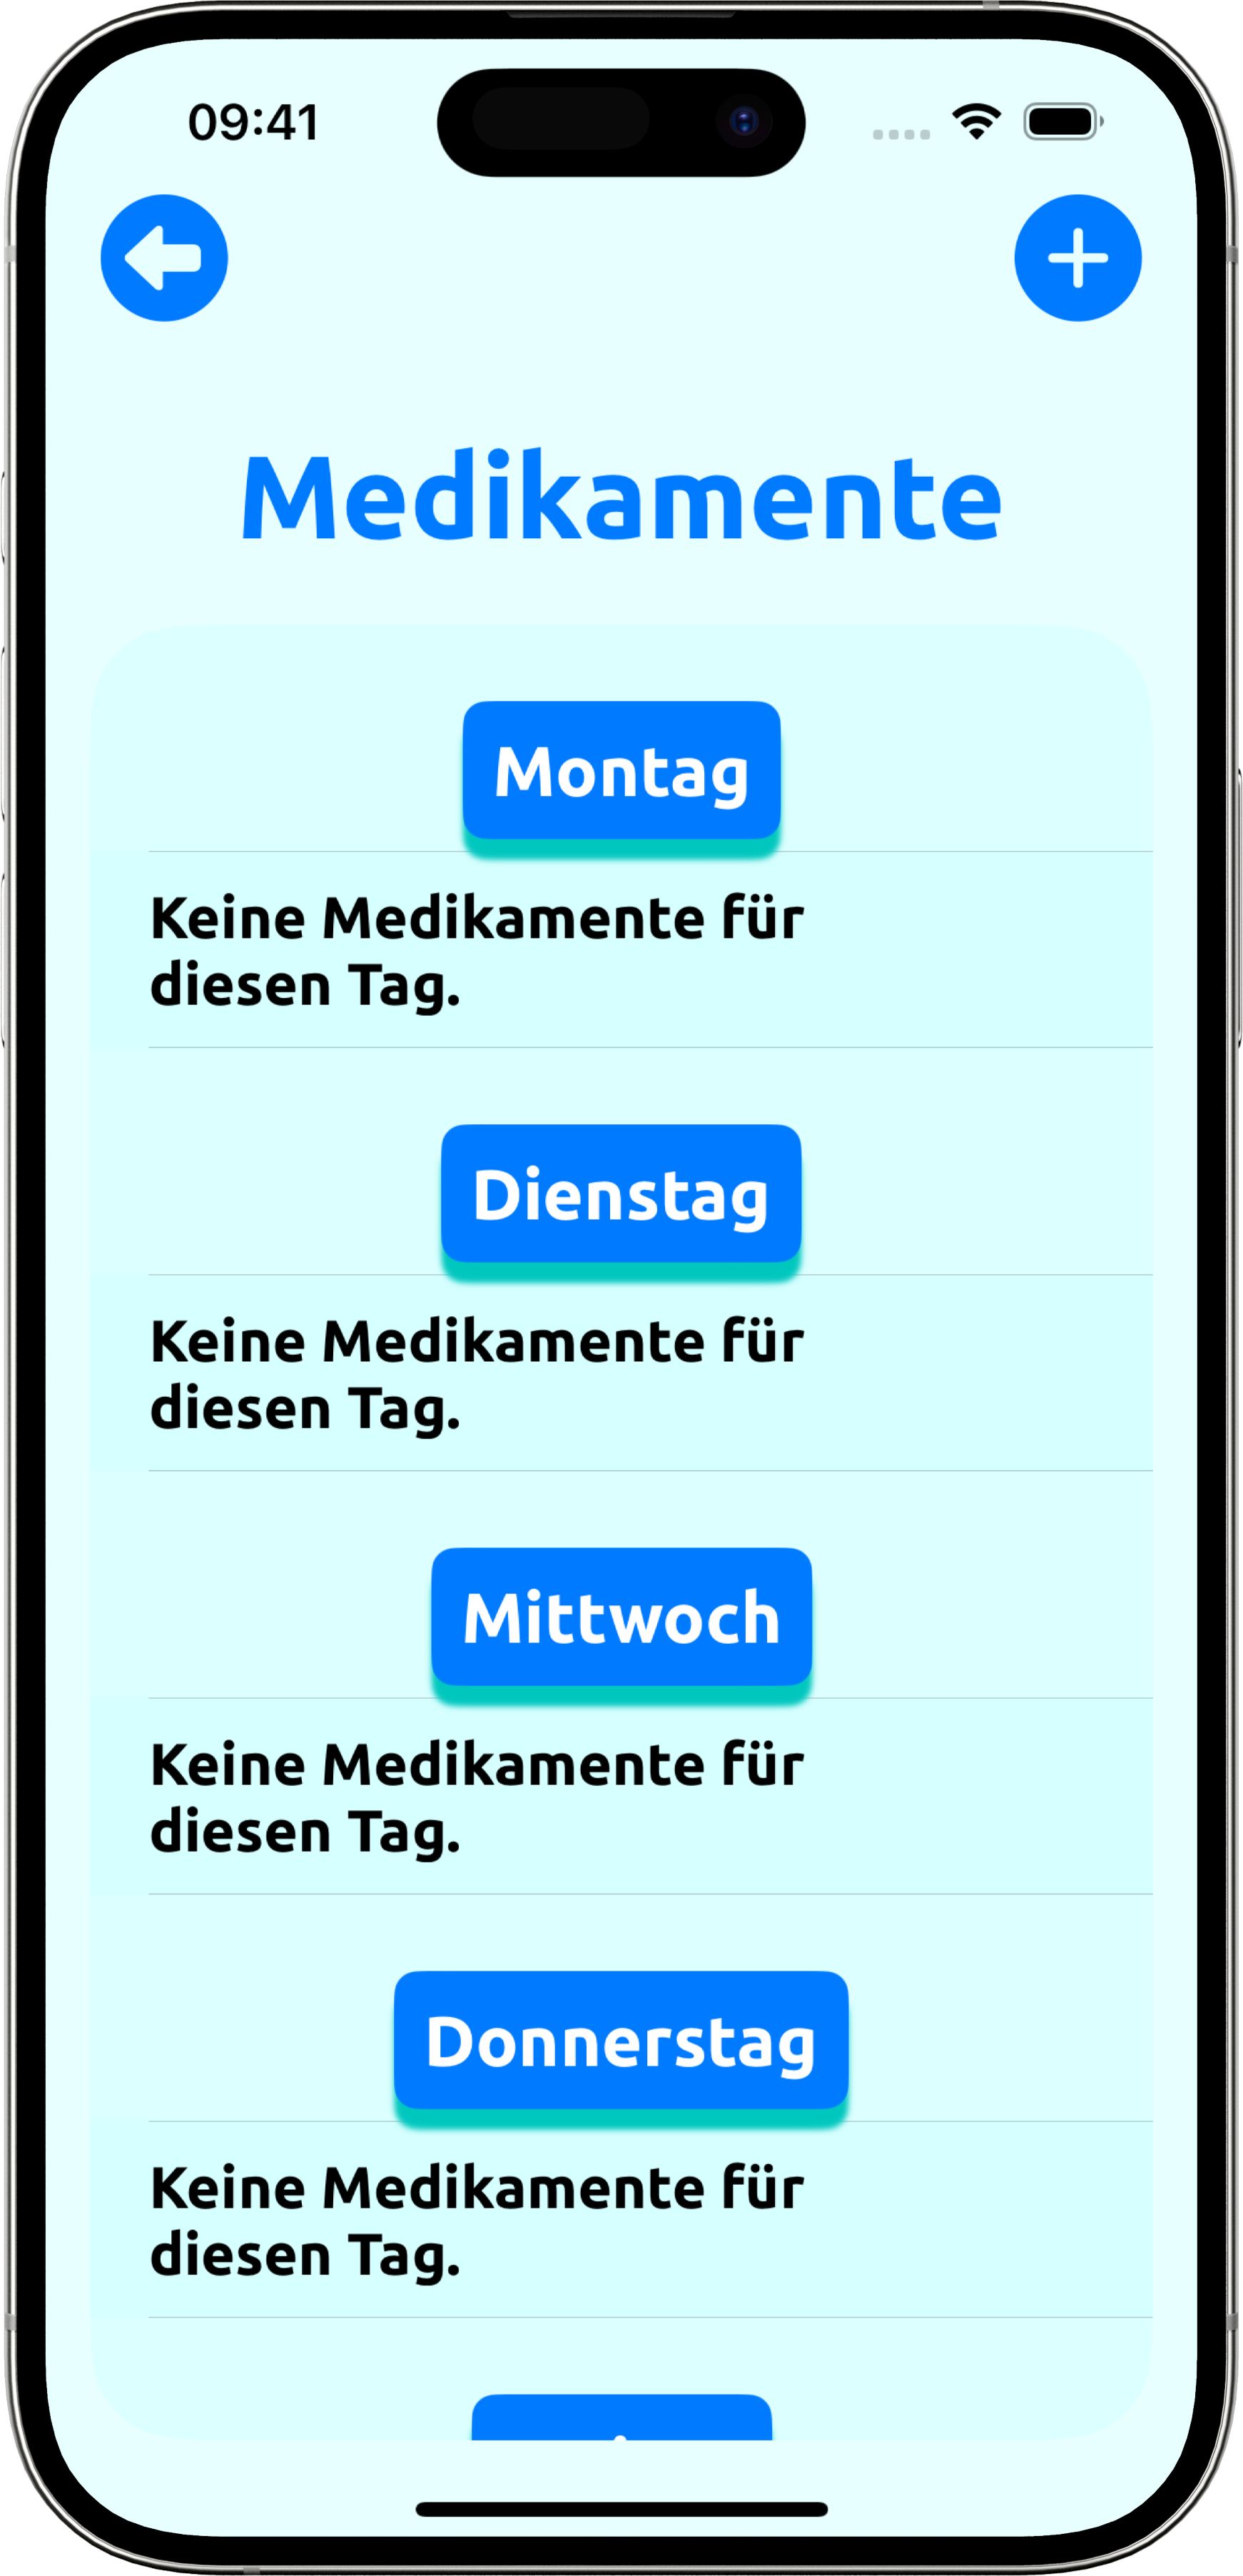 09:41
Medikamente
Montag
Keine Medikamente für
diesen Tag.
Dienstag
Keine Medikamente für
diesen Tag.
Mittwoch
Keine Medikamente für
diesen Tag.
Donnerstag
Keine Medikamente für
diesen Tag.